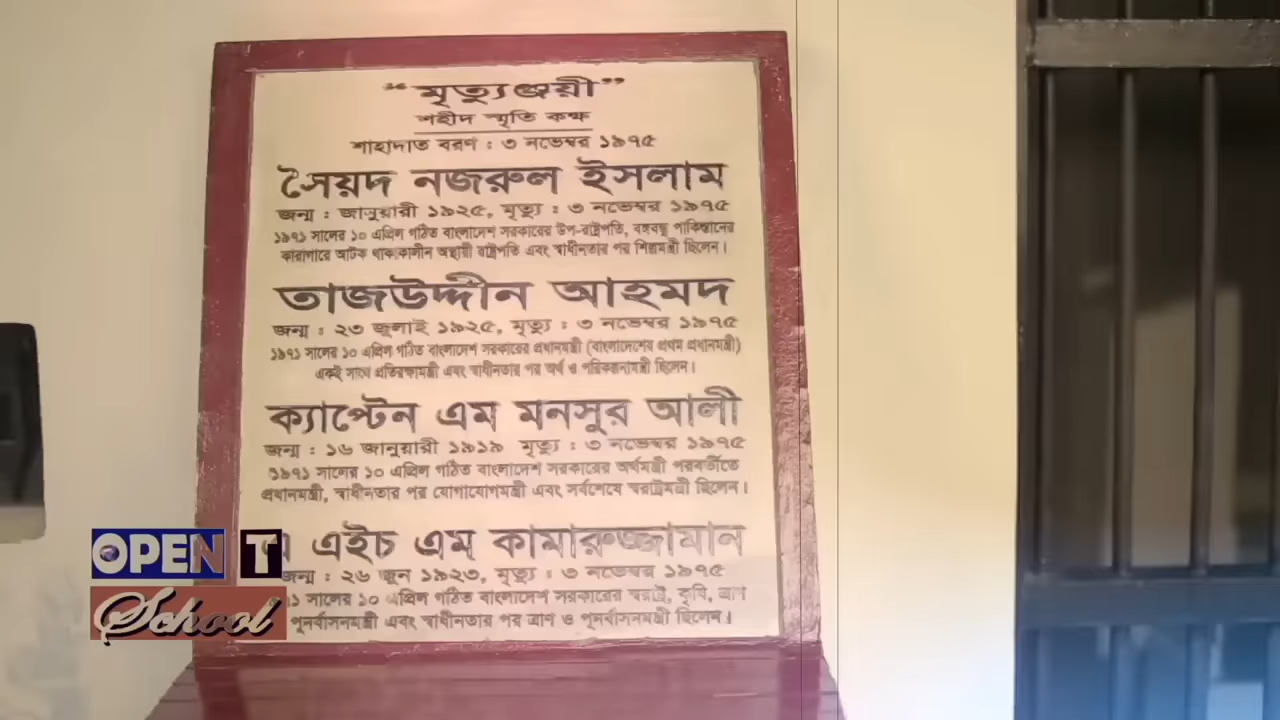 “মৃত্যুঞ্জয়ী”
শহীদ স্মৃতি কক্ষ
শাহাদাত বরণ : ৩ নভেম্বর ১৯৭৫
সৈয়দ নজরুল ইসলাম
জন্ম : জানুয়ারী ১৯২৫, মৃত্যু : ৩ নভেম্বর ১৯৭৫
১৯৭১ সালের ১০ এপ্রিল গঠিত বাংলাদেশ সরকারের উপ-রাষ্ট্রপতি, বঙ্গবন্ধু পাকিস্তানের
কারাগারে আটক থাকাকালীন অস্থায়ী রাষ্ট্রপতি এবং স্বাধীনতার পর শিল্পমন্ত্রী ছিলেন।
তাজউদ্দীন আহমদ
জন্ম : ২৩ জুলাই ১৯২৫, মৃত্যু : ৩ নভেম্বর ১৯৭৫
১৯৭১ সালের ১০ এপ্রিল গঠিত বাংলাদেশ সরকারের প্রধানমন্ত্রী (বাংলাদেশের প্রথম প্রধানমন্ত্রী)
একই সাথে প্রতিরক্ষামন্ত্রী এবং স্বাধীনতার পর অর্থ ও পরিকল্পনামন্ত্রী ছিলেন।
ক্যাপ্টেন এম মনসুর আলী
জন্ম : ১৬ জানুয়ারী ১৯১৯ মৃত্যু : ৩ নভেম্বর ১৯৭৫
১৯৭১ সালের ১০ এপ্রিল গঠিত বাংলাদেশ সরকারের অর্থমন্ত্রী পরবর্তীতে
প্রধানমন্ত্রী, স্বাধীনতার পর যোগাযোগমন্ত্রী এবং সর্বশেষে স্বরাষ্ট্রমন্ত্রী ছিলেন।
এইচ এম কামারুজ্জামান
জন্ম : ২৬ জুন ১৯২৩, মৃত্যু : ৩ নভেম্বর ১৯৭৫
সালের ১০ এপ্রিল গঠিত বাংলাদেশ সরকারের স্বরাষ্ট্র, কৃষি, ত্রাণ
পূনর্বাসনমন্ত্রী এবং স্বাধীনতার পর ত্রাণ ও পূনর্বাসনমন্ত্রী ছিলেন।
OPEN T
School